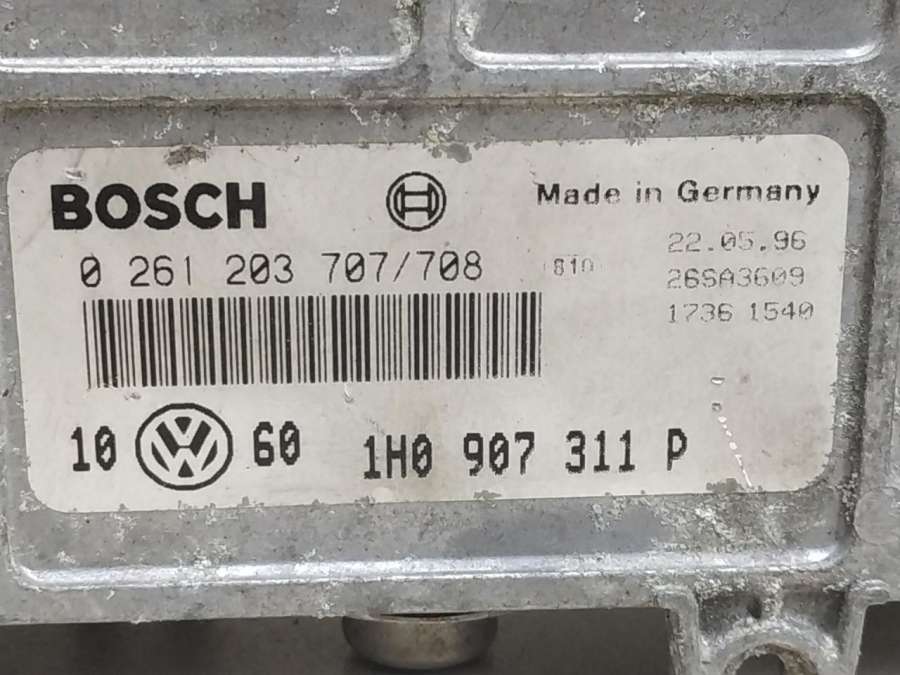 BOSCH
Made in Germany
22.05.96
0 261 203 707/708
810
26SA3609
1736 1540
10 VW 60 1H0 907 311 P